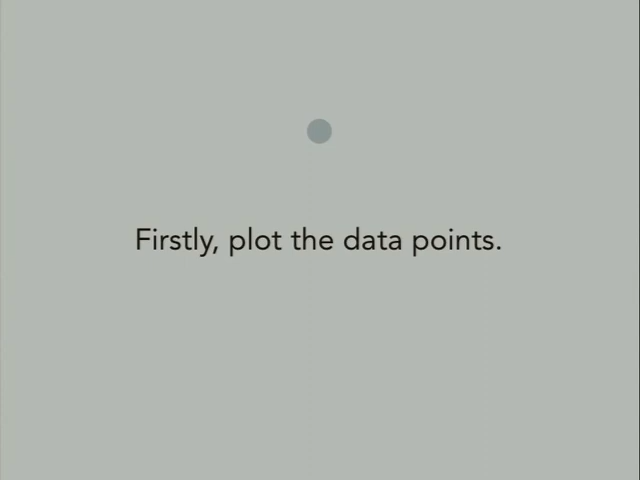 Firstly, plot the data points.